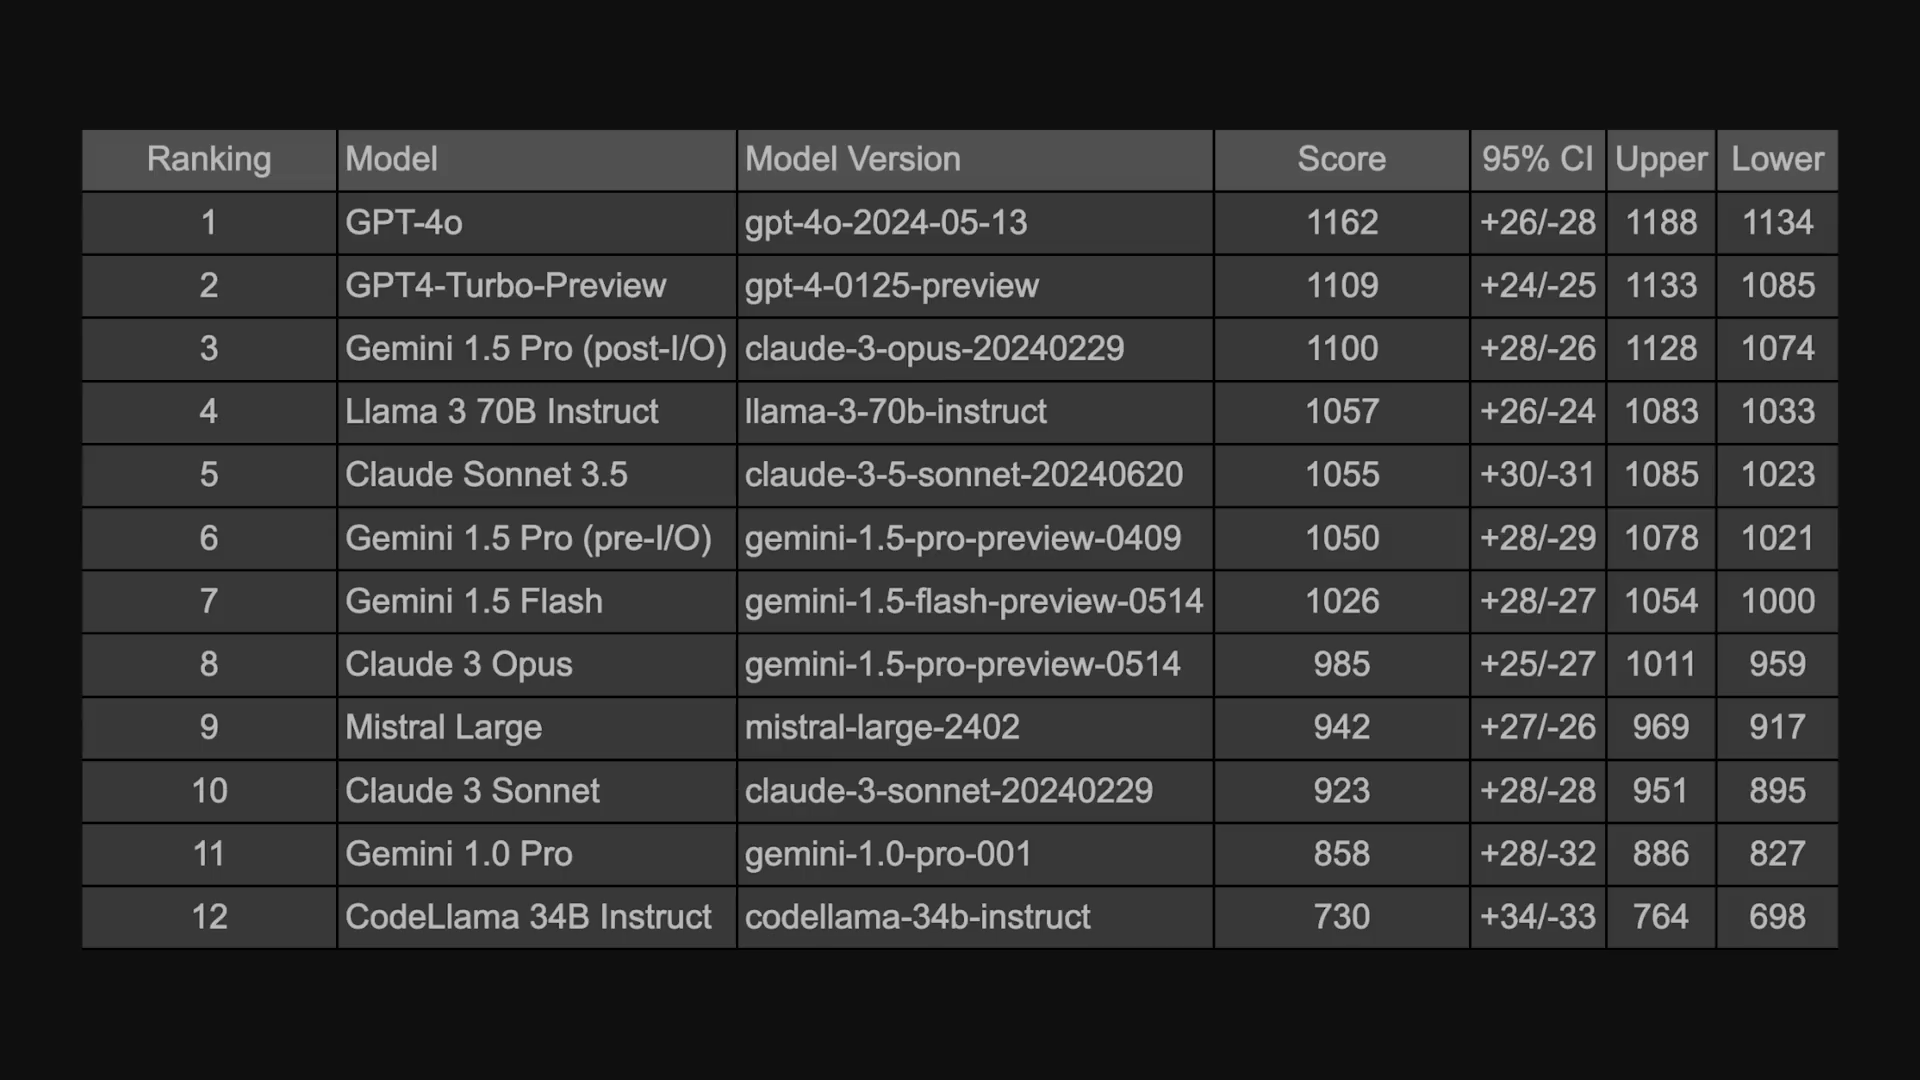 Ranking Model Model Version Score 95% CI Upper Lower
1 GPT-4o gpt-4o-2024-05-13 1162 +26/-28 1188 1134
2 GPT4-Turbo-Preview gpt-4-0125-preview 1109 +24/-25 1133 1085
3 Gemini 1.5 Pro (post-I/O) claude-3-opus-20240229 1100 +28/-26 1128 1074
4 Llama 3 70B Instruct llama-3-70b-instruct 1057 +26/-24 1083 1033
5 Claude Sonnet 3.5 claude-3-5-sonnet-20240620 1055 +30/-31 1085 1023
6 Gemini 1.5 Pro (pre-I/O) gemini-1.5-pro-preview-0409 1050 +28/-29 1078 1021
7 Gemini 1.5 Flash gemini-1.5-flash-preview-0514 1026 +28/-27 1054 1000
8 Claude 3 Opus gemini-1.5-pro-preview-0514 985 +25/-27 1011 959
9 Mistral Large mistral-large-2402 942 +27/-26 969 917
10 Claude 3 Sonnet claude-3-sonnet-20240229 923 +28/-28 951 895
11 Gemini 1.0 Pro gemini-1.0-pro-001 858 +28/-32 886 827
12 CodeLlama 34B Instruct codellama-34b-instruct 730 +34/-33 764 698